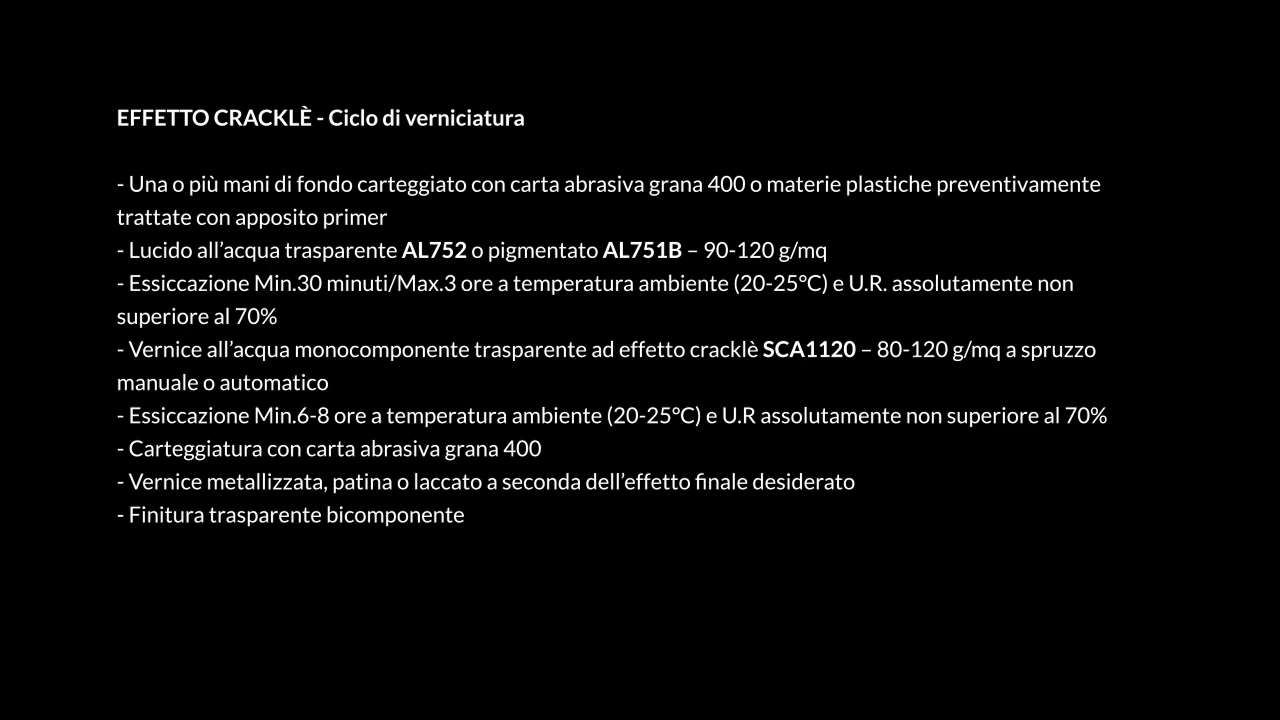 EFFETTO CRACKLÈ - Ciclo di verniciatura
- Una o più mani di fondo carteggiato con carta abrasiva grana 400 o materie plastiche preventivamente
trattate con apposito primer
- Lucido all’acqua trasparente AL752 o pigmentato AL751B – 90-120 g/mq
- Essiccazione Min.30 minuti/Max.3 ore a temperatura ambiente (20-25°C) e U.R. assolutamente non
superiore al 70%
- Vernice all’acqua monocomponente trasparente ad effetto cracklè SCA1120 – 80-120 g/mq a spruzzo
manuale o automatico
- Essiccazione Min.6-8 ore a temperatura ambiente (20-25°C) e U.R assolutamente non superiore al 70%
- Carteggiatura con carta abrasiva grana 400
- Vernice metallizzata, patina o laccato a seconda dell’effetto finale desiderato
- Finitura trasparente bicomponente